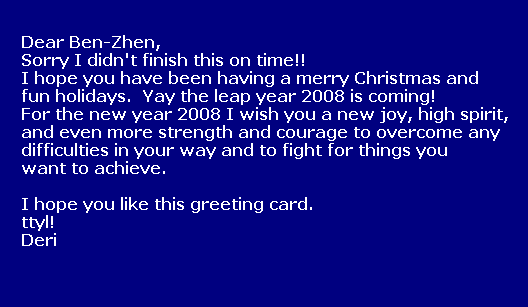 Dear Ben-Zhen,
Sorry I didn't finish this on time!!
I hope you have been having a merry Christmas and
fun holidays.  Yay the leap year 2008 is coming!
For the new year 2008 I wish you a new joy, high spirit,
and even more strength and courage to overcome any
difficulties in your way and to fight for things you
want to achieve.

I hope you like this greeting card.
ttyl!
Deri